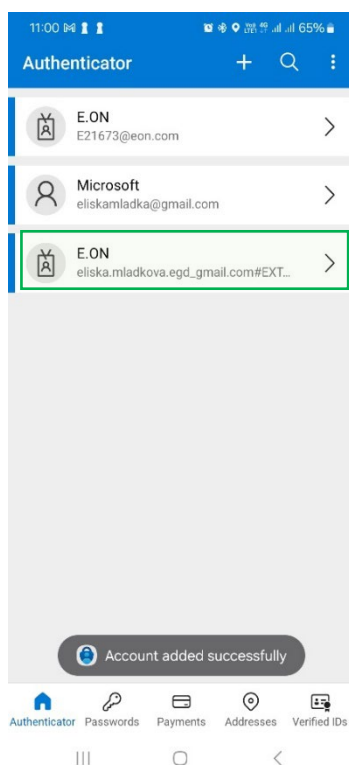 11:00 65%
Authenticator
E.ON
E21673@eon.com
Microsoft
eliskamladka@gmail.com
E.ON
eliska.mladkova.egd_gmail.com#EXT...
Account added successfully
Authenticator Passwords Payments Addresses Verified IDs